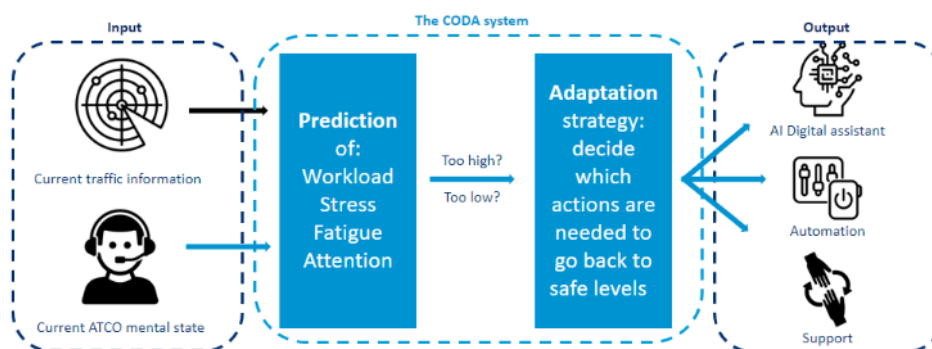 Input
The CODA system
Output
Current traffic information
Current ATCO mental state
Prediction
of:
Workload
Stress
Fatigue
Attention
Too high?
Too low?
Adaptation
strategy:
decide
which
actions are
needed to
go back to
safe levels
AI Digital assistant
Automation
Support